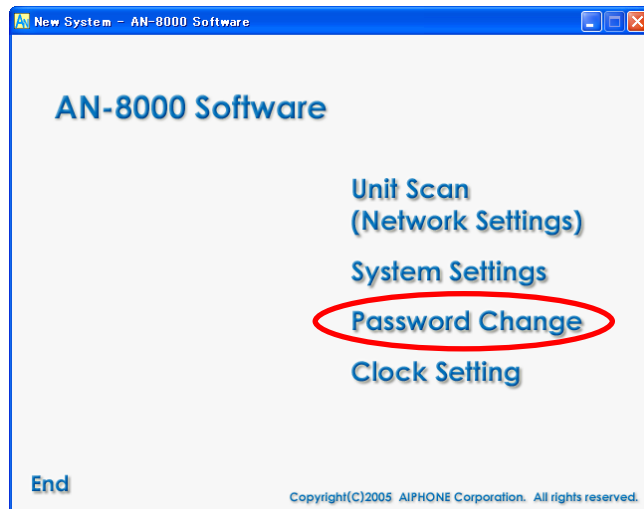 AN New System - AN-8000 Software
AN-8000 Software
Unit Scan
(Network Settings)
System Settings
Password Change
Clock Setting
End
Copyright(C)2005 AIPHONE Corporation. All rights reserved.